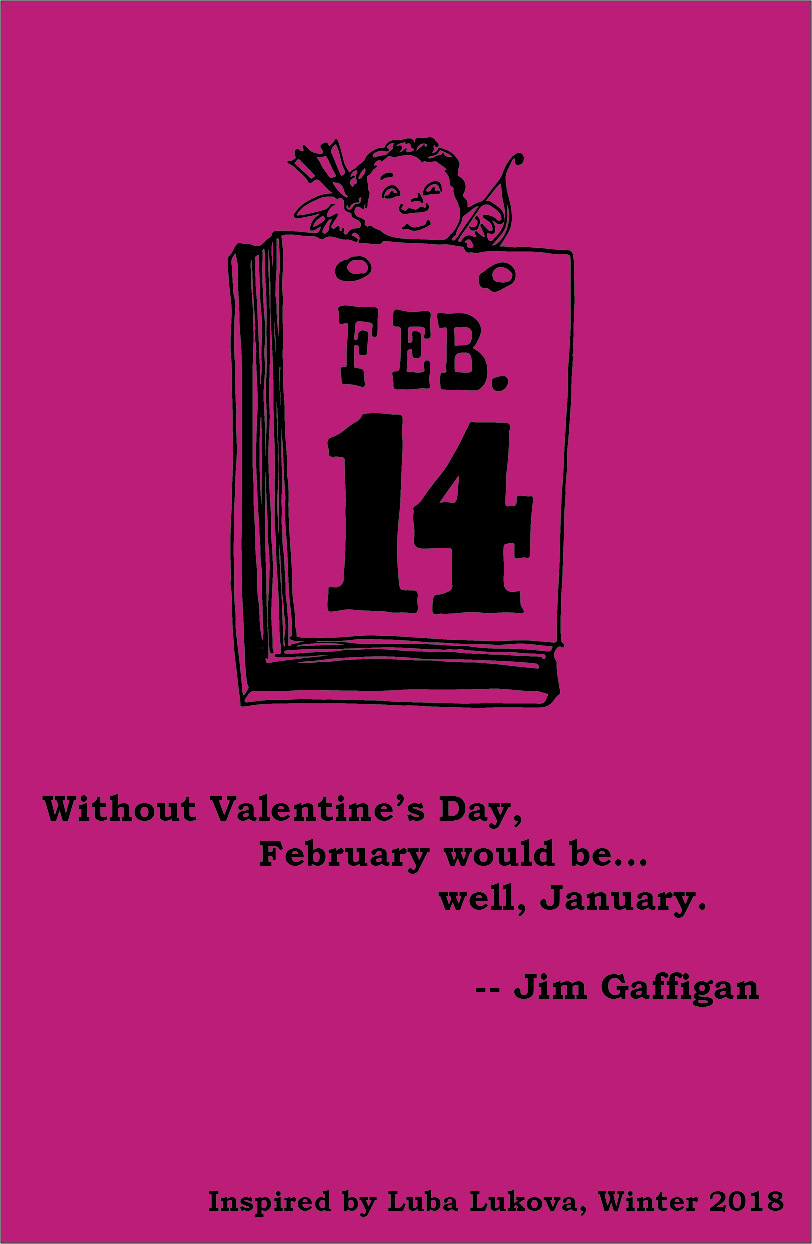 FEB.
14
Without Valentine’s Day,
February would be...
well, January.
-- Jim Gaffigan
Inspired by Luba Lukova, Winter 2018